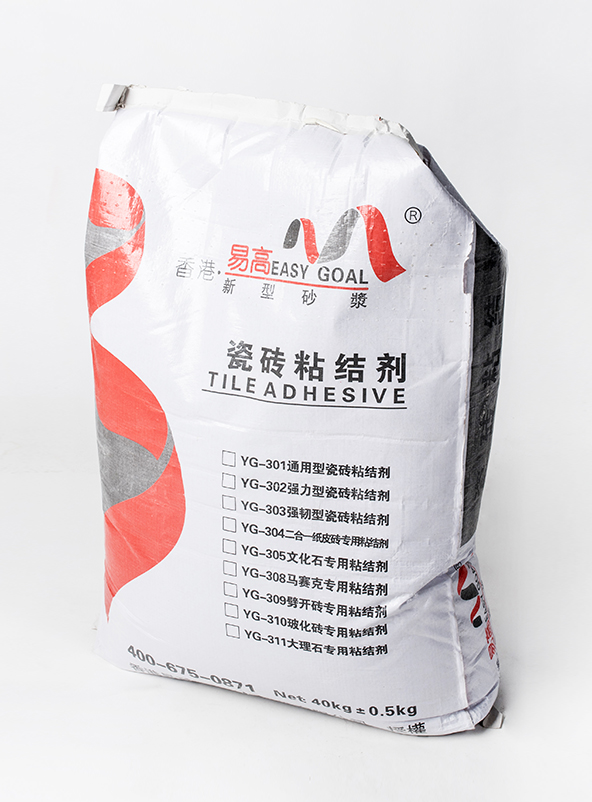 ®
香港·易高EASY GOAL
新型砂漿
瓷砖粘结剂
TILE ADHESIVE
YG-301通用型瓷砖粘结剂
YG-302强力型瓷砖粘结剂
YG-303强韧型瓷砖粘结剂
YG-304二合一纸皮砖专用粘结剂
YG-305文化石专用粘结剂
YG-308马赛克专用粘结剂
YG-309劈开砖专用粘结剂
YG-310玻化砖专用粘结剂
YG-311大理石专用粘结剂
400-675-0871
Net: 40kg±0.5kg